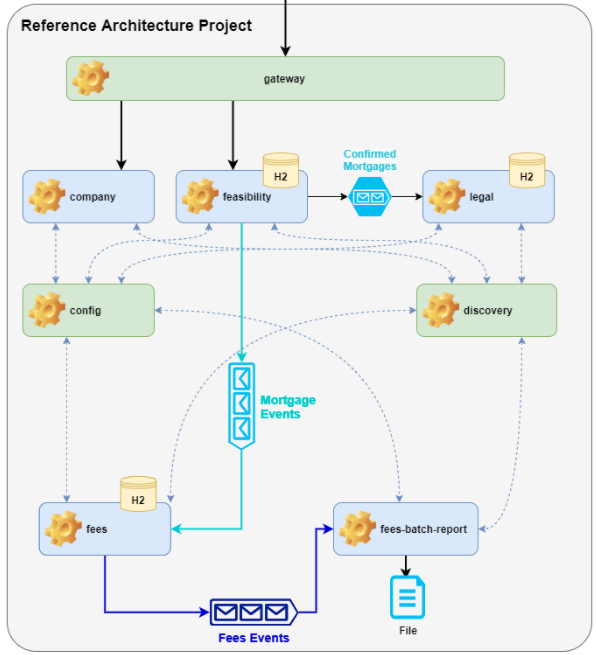 Reference Architecture Project
gateway
Confirmed
Mortgages
H2
H2
company
feasibility
legal
config
discovery
Mortgage
Events
H2
fees
fees-batch-report
Fees Events
File